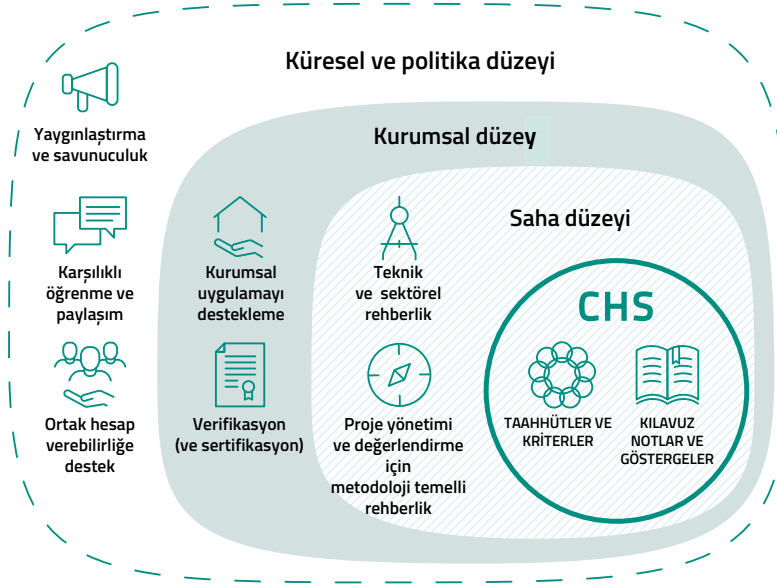 Küresel ve politika düzeyi
Yaygınlaştırma
ve savunuculuk
Karşılıklı
öğrenme ve
paylaşım
Ortak hesap
verebilirliğe
destek
Kurumsal düzey
Kurumsal
uygulamayı
destekleme
Verifikasyon
(ve sertifikasyon)
Saha düzeyi
Teknik
ve sektörel
rehberlik
Proje yönetimi
ve değerlendirme
için
metodoloji temelli
rehberlik
CHS
TAAHHÜTLER VE
KRİTERLER
KILAVUZ
NOTLAR VE
GÖSTERGELER